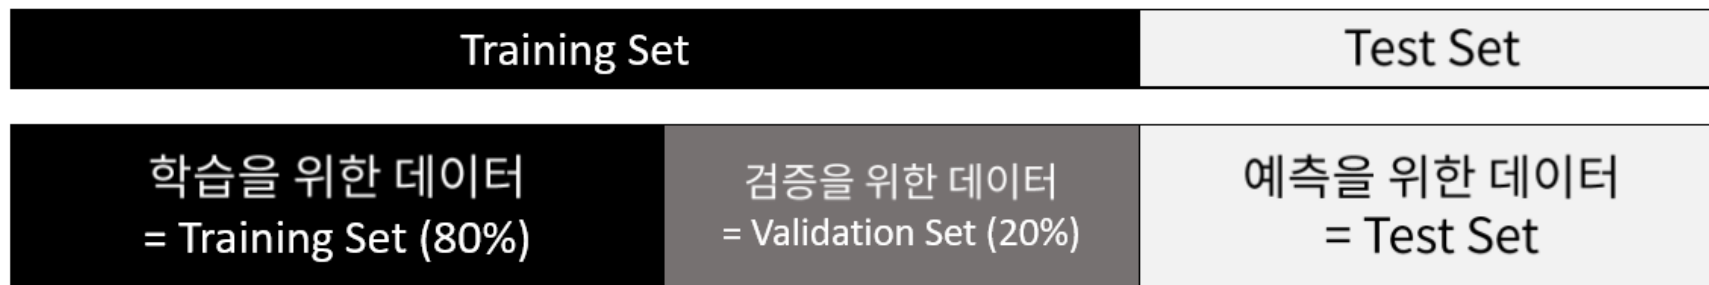 Training Set
Test Set
학습을 위한 데이터
= Training Set (80%)
검증을 위한 데이터
= Validation Set (20%)
예측을 위한 데이터
= Test Set